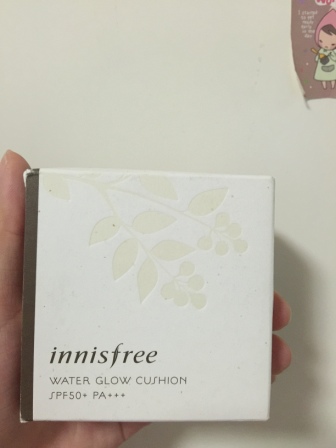 innisfree
WATER GLOW CUSHION
SPF50+ PA+++